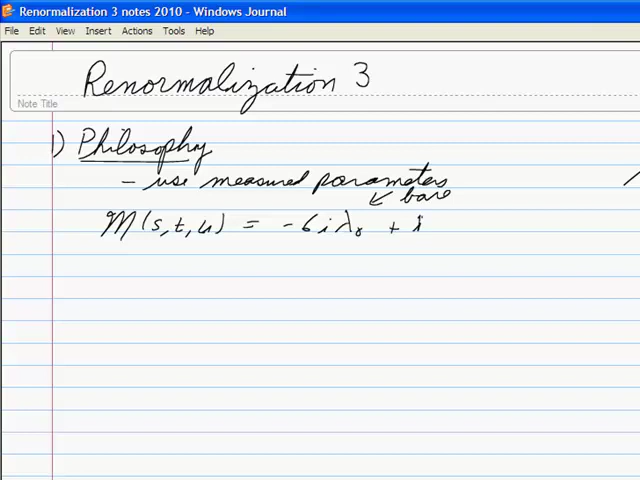 Renormalization 3 notes 2010 - Windows Journal
File Edit View Insert Actions Tools Help
Renormalization 3
Note Title
1) Philosophy
- use measured parameters
↙ bare
M(s,t,u) = -6iλ₀ + i